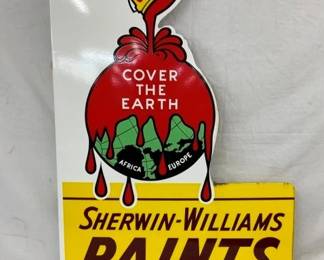 COVER
THE
EARTH
AFRICA EUROPE
SHERWIN-WILLIAMS
PAINTS